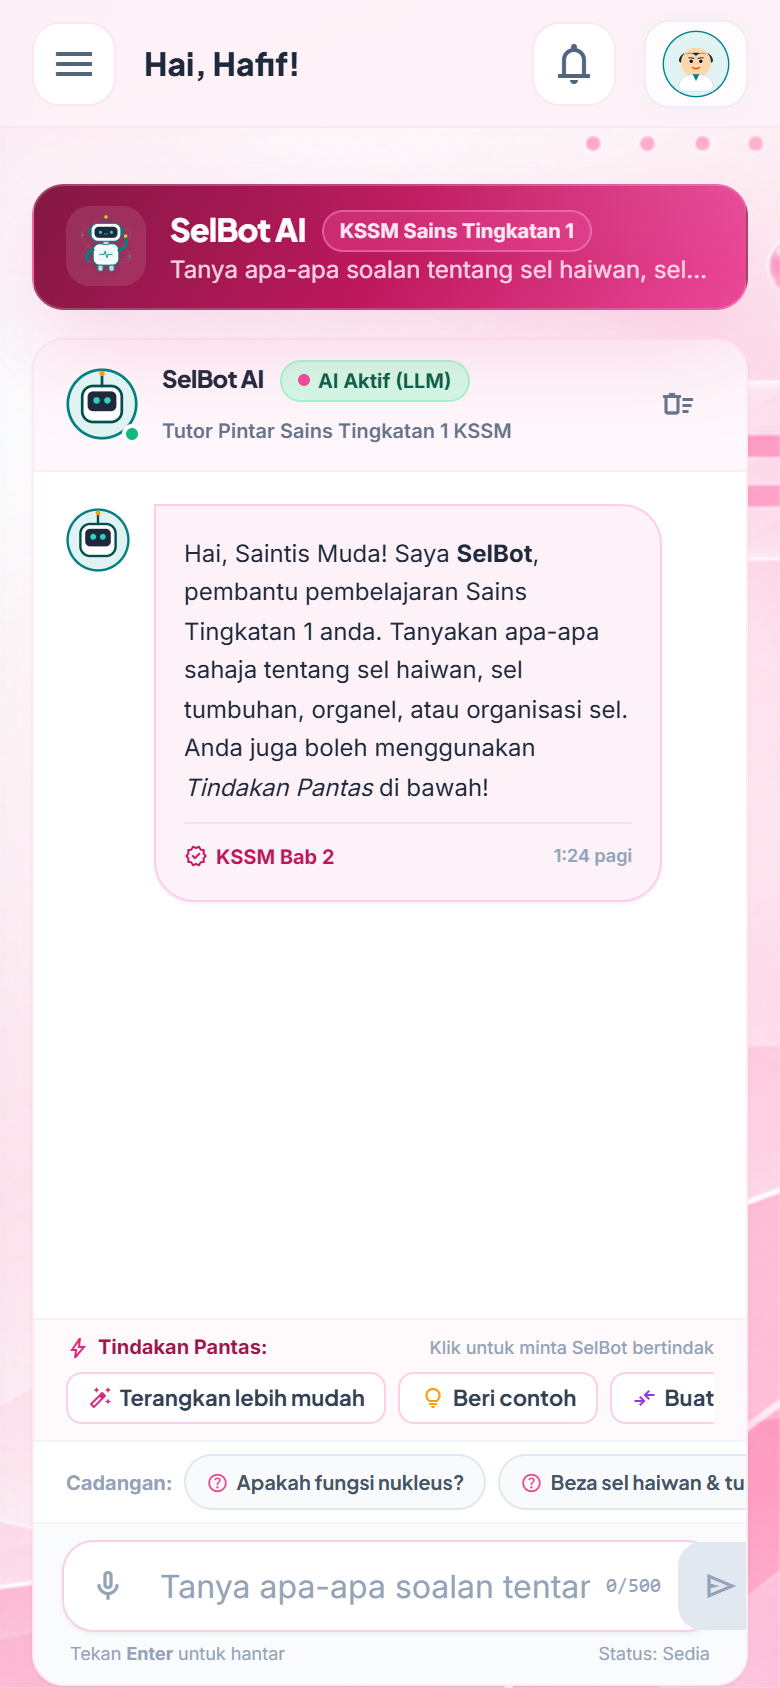 Hai, Hafif!
SelBot AI
KSSM Sains Tingkatan 1
Tanya apa-apa soalan tentang sel haiwan, sel...
SelBot AI
AI Aktif (LLM)
Tutor Pintar Sains Tingkatan 1 KSSM
Hai, Saintis Muda! Saya SelBot,
pembantu pembelajaran Sains
Tingkatan 1 anda. Tanyakan apa-apa
sahaja tentang sel haiwan, sel
tumbuhan, organel, atau organisasi sel.
Anda juga boleh menggunakan
Tindakan Pantas di bawah!
KSSM Bab 2
1:24 pagi
Tindakan Pantas:
Klik untuk minta SelBot bertindak
Terangkan lebih mudah
Beri contoh
Buat
Cadangan:
Apakah fungsi nukleus?
Beza sel haiwan & tu
Tanya apa-apa soalan tentar
0/500
Tekan Enter untuk hantar
Status: Sedia